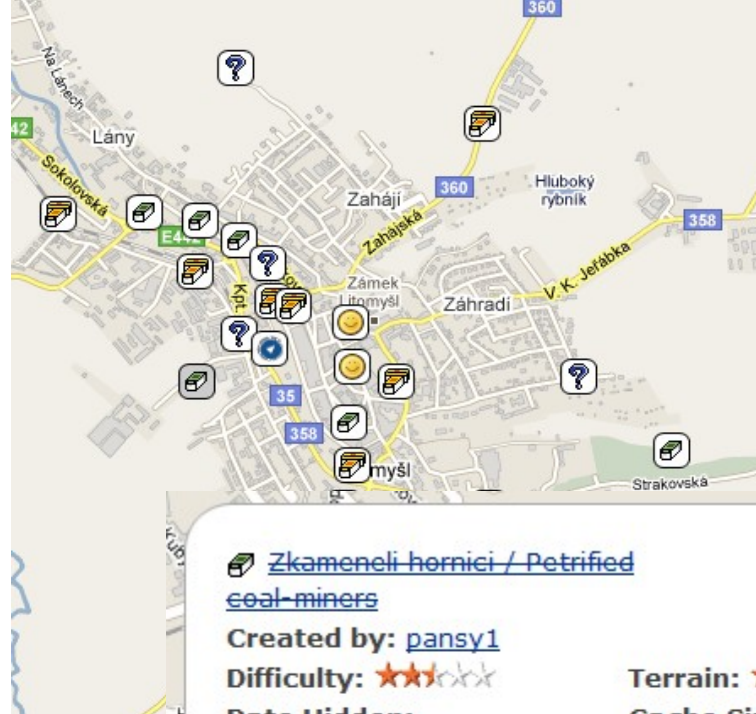 360
Na Lánech
42
Lány
Sokolovská
360
Hluboký
rybník
Zahájí
Zahájská
358
E442
V. K. Jeřábka
Zámek
Litomyšl
Záhradí
Kpt.
35
358
myšl
Strakovská
Zkameneli hornici / Petrified
coal-miners
Created by: pansy1
Difficulty:
Terrain: